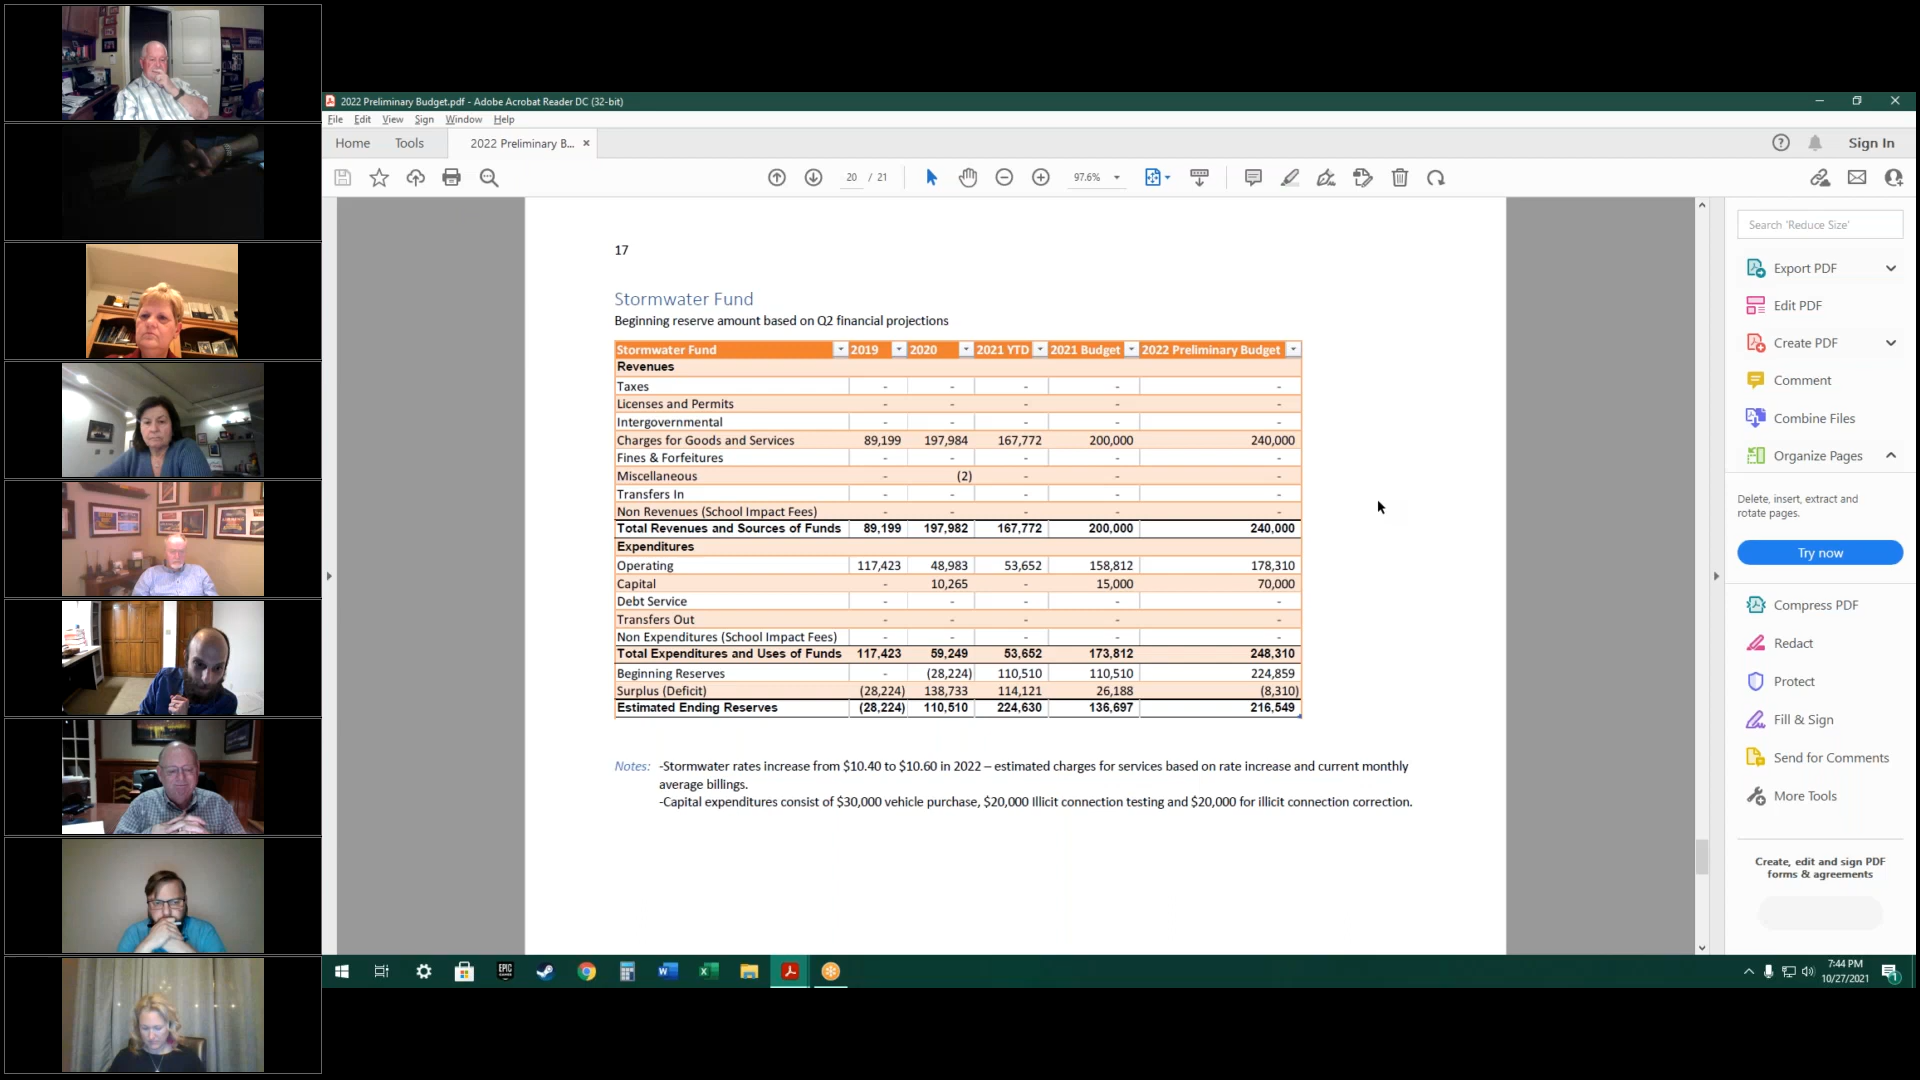 2022 Preliminary Budget.pdf - Adobe Acrobat Reader DC (32-bit)
File Edit View Sign Window Help
Home Tools 2022 Preliminary B... × Sign In
20 / 21 97.6%
17
Stormwater Fund
Beginning reserve amount based on Q2 financial projections
Stormwater Fund 2019 2020 2021 YTD 2021 Budget 2022 Preliminary Budget
Revenues
Taxes - - - - -
Licenses and Permits - - - - -
Intergovernmental - - - - -
Charges for Goods and Services 89,199 197,984 167,772 200,000 240,000
Fines & Forfeitures - - - - -
Miscellaneous - (2) - - -
Transfers In - - - - -
Non Revenues (School Impact Fees) - - - - -
Total Revenues and Sources of Funds 89,199 197,982 167,772 200,000 240,000
Expenditures
Operating 117,423 48,983 53,652 158,812 178,310
Capital - 10,265 - 15,000 70,000
Debt Service - - - - -
Transfers Out - - - - -
Non Expenditures (School Impact Fees) - - - - -
Total Expenditures and Uses of Funds 117,423 59,249 53,652 173,812 248,310
Beginning Reserves - (28,224) 110,510 110,510 224,859
Surplus (Deficit) (28,224) 138,733 114,121 26,188 (8,310)
Estimated Ending Reserves (28,224) 110,510 224,630 136,697 216,549
Notes: -Stormwater rates increase from $10.40 to $10.60 in 2022 – estimated charges for services based on rate increase and current monthly
average billings.
-Capital expenditures consist of $30,000 vehicle purchase, $20,000 Illicit connection testing and $20,000 for illicit connection correction.
Search 'Reduce Size'
Export PDF
Edit PDF
Create PDF
Comment
Combine Files
Organize Pages
Delete, insert, extract and
rotate pages.
Try now
Compress PDF
Redact
Protect
Fill & Sign
Send for Comments
More Tools
Create, edit and sign PDF
forms & agreements
EPIC
7:44 PM
10/27/2021
1